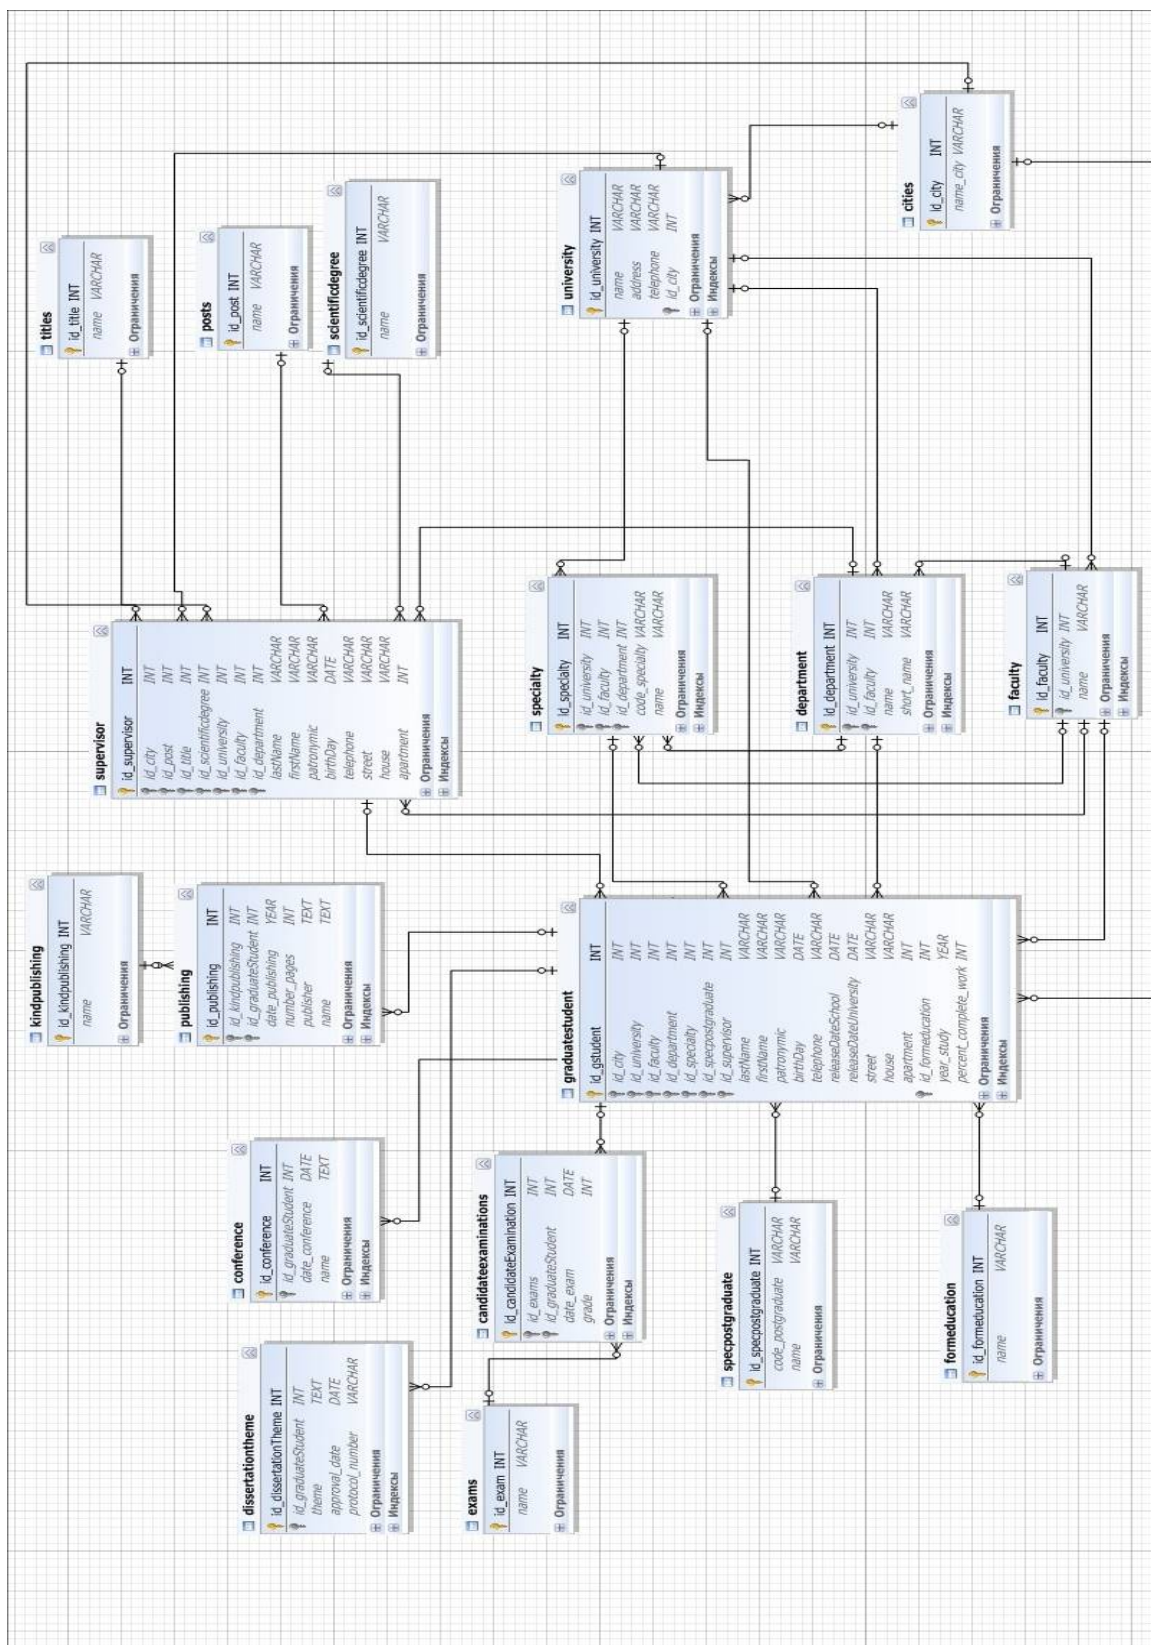 titles
id_title INT
name VARCHAR
Ограничения
posts
id_post INT
name VARCHAR
Ограничения
scientificdegree
id_scientificdegree INT
name VARCHAR
Ограничения
university
id_university INT
name VARCHAR
address VARCHAR
telephone VARCHAR
id_city INT
Ограничения
Индексы
cities
id_city INT
name_city VARCHAR
Ограничения
supervisor
id_supervisor INT
id_city INT
id_post INT
id_title INT
id_scientificdegree INT
id_university INT
id_faculty INT
id_department INT
lastName VARCHAR
firstName VARCHAR
patronymic VARCHAR
birthDay DATE
telephone VARCHAR
street VARCHAR
house VARCHAR
apartment INT
Ограничения
Индексы
specialty
id_specialty INT
id_university INT
id_faculty INT
id_department INT
code_specialty VARCHAR
name VARCHAR
Ограничения
Индексы
department
id_department INT
id_university INT
id_faculty INT
name VARCHAR
short_name VARCHAR
Ограничения
Индексы
faculty
id_faculty INT
id_university INT
name VARCHAR
Ограничения
Индексы
kindpublishing
id_kindpublishing INT
name VARCHAR
Ограничения
publishing
id_publishing INT
id_kindpublishing INT
id_graduateStudent INT
date_publishing YEAR
number_pages INT
publisher TEXT
name TEXT
Ограничения
Индексы
graduatestudent
id_gstudent INT
id_city INT
id_university INT
id_faculty INT
id_department INT
id_specialty INT
id_specpostgraduate INT
id_supervisor INT
lastName VARCHAR
firstName VARCHAR
patronymic VARCHAR
birthDay DATE
telephone VARCHAR
releaseDateSchool DATE
releaseDateUniversity DATE
street VARCHAR
house VARCHAR
apartment INT
id_formeducation INT
year_study YEAR
percent_complete_work INT
Ограничения
Индексы
conference
id_conference INT
id_graduateStudent INT
date_conference DATE
name TEXT
Ограничения
Индексы
candidateexaminations
id_candidateExamination INT
id_exams INT
id_graduateStudent INT
date_exam DATE
grade INT
Ограничения
Индексы
specpostgraduate
id_specpostgraduate INT
code_postgraduate VARCHAR
name VARCHAR
Ограничения
formeducation
id_formeducation INT
name VARCHAR
Ограничения
dissertationtheme
id_dissertationTheme INT
id_graduateStudent INT
theme TEXT
approval_date DATE
protocol_number VARCHAR
Ограничения
Индексы
exams
id_exam INT
name VARCHAR
Ограничения